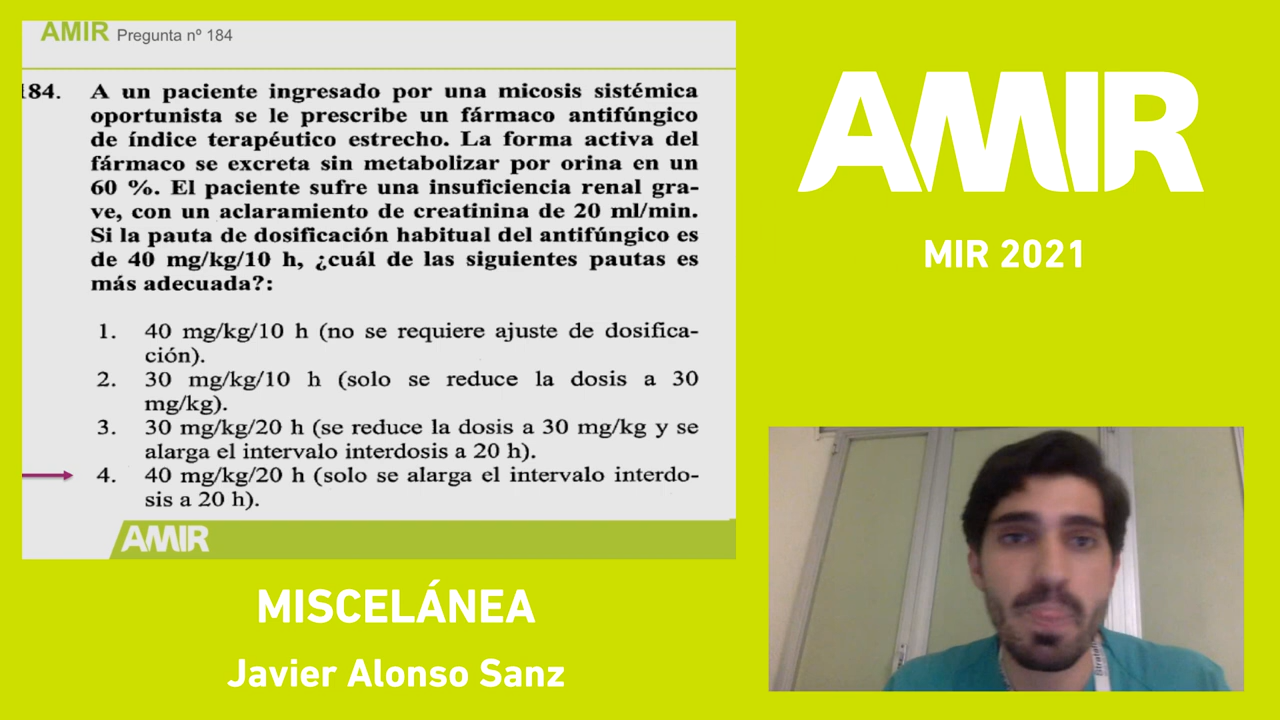 AMIR Pregunta nº 184
184. A un paciente ingresado por una micosis sistémica
oportunista se le prescribe un fármaco antifúngico
de índice terapéutico estrecho. La forma activa del
fármaco se excreta sin metabolizar por orina en un
60 %. El paciente sufre una insuficiencia renal gra-
ve, con un aclaramiento de creatinina de 20 ml/min.
Si la pauta de dosificación habitual del antifúngico es
de 40 mg/kg/10 h, ¿cuál de las siguientes pautas es
más adecuada?:
1. 40 mg/kg/10 h (no se requiere ajuste de dosifica-
ción).
2. 30 mg/kg/10 h (solo se reduce la dosis a 30
mg/kg).
3. 30 mg/kg/20 h (se reduce la dosis a 30 mg/kg y se
alarga el intervalo interdosis a 20 h).
4. 40 mg/kg/20 h (solo se alarga el intervalo interdo-
sis a 20 h).
AMIR
MISCELÁNEA
Javier Alonso Sanz
AMIR
MIR 2021